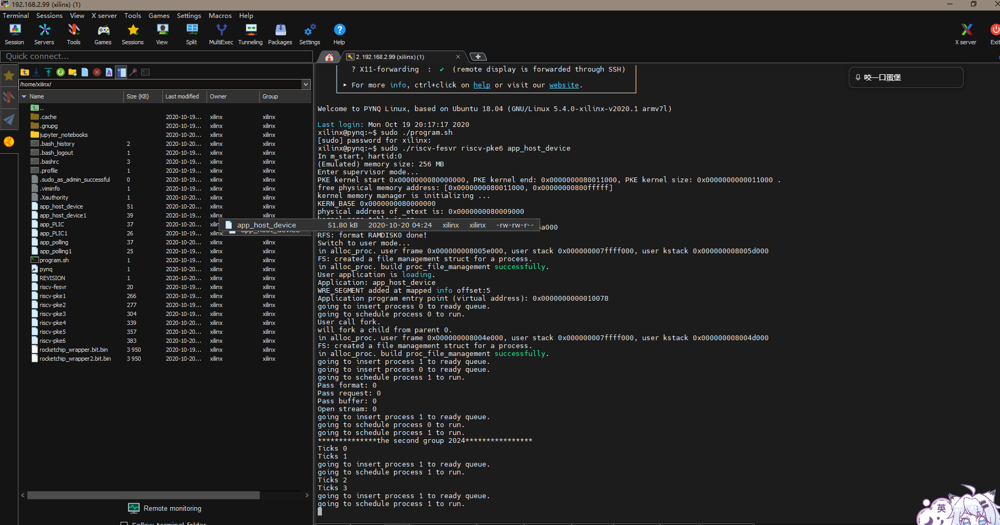 192.168.2.99 (xilinx) (1)
Terminal Sessions View X server Tools Games Settings Macros Help
Session Servers Tools Games Sessions View Split MultiExec Tunneling Packages Settings Help X server Exit
Quick connect...
2. 192.168.2.99 (xilinx) (1)
/home/xilinx/
Name Size (KB) Last modified Owner Group
..
.cache 2020-10-19... xilinx xilinx
.gnupg 2020-10-19... xilinx xilinx
jupyter_notebooks 2020-10-19... xilinx xilinx
.bash_history 2 2020-10-19... xilinx xilinx
.bash_logout 1 2020-10-19... xilinx xilinx
.bashrc 3 2020-10-19... xilinx xilinx
.profile 1 2020-10-19... xilinx xilinx
.sudo_as_admin_successful 0 2020-10-19... xilinx xilinx
.viminfo 1 2020-10-20... xilinx xilinx
.Xauthority 1 2020-10-20... xilinx xilinx
app_host_device 51 2020-10-20... xilinx xilinx
app_host_device1 39 2020-10-20... xilinx xilinx
app_PLIC 37 2020-10-20...
app_PLIC1 26 2020-10-19...
app_polling 37 2020-10-20... xilinx xilinx
app_polling1 25 2020-10-19... xilinx xilinx
program.sh 1 2020-10-19... xilinx xilinx
pynq 1 2020-10-20... xilinx xilinx
REVISION 1 2020-10-20... xilinx xilinx
riscv-fesvr 20 2020-10-19... xilinx xilinx
riscv-pke1 266 2020-10-19... xilinx xilinx
riscv-pke2 277 2020-10-19... xilinx xilinx
riscv-pke3 304 2020-10-19... xilinx xilinx
riscv-pke4 339 2020-10-20... xilinx xilinx
riscv-pke5 357 2020-10-20... xilinx xilinx
riscv-pke6 383 2020-10-20... xilinx xilinx
rocketchip_wrapper.bit.bin 3 950 2020-10-19... xilinx xilinx
rocketchip_wrapper2.bit.bin 3 950 2020-10-20... xilinx xilinx
app_host_device 51.80 kB 2020-10-20 04:24 xilinx xilinx -rw-rw-r--
Remote monitoring
Follow terminal folder
? X11-forwarding : ✔ (remote display is forwarded through SSH)
➤ For more info, ctrl+click on help or visit our website.
Welcome to PYNQ Linux, based on Ubuntu 18.04 (GNU/Linux 5.4.0-xilinx-v2020.1 armv7l)
Last login: Mon Oct 19 20:17:17 2020
xilinx@pynq:~$ sudo ./program.sh
[sudo] password for xilinx:
xilinx@pynq:~$ sudo ./riscv-fesvr riscv-pke6 app_host_device
In m_start, hartid:0
(Emulated) memory size: 256 MB
Enter supervisor mode...
PKE kernel start 0x0000000080000000, PKE kernel end: 0x0000000080011000, PKE kernel size: 0x0000000000011000 .
free physical memory address: [0x0000000080011000, 0x00000000800fffff]
kernel memory manager is initializing ...
KERN_BASE 0x0000000080000000
physical address of _etext is: 0x0000000080009000
kernel page table is on
a000
RFS: format RAMDISK0 done!
Switch to user mode...
in alloc_proc. user frame 0x000000008005e000, user stack 0x000000007ffff000, user kstack 0x000000008005d000
FS: created a file management struct for a process.
in alloc_proc. build proc_file_management successfully.
User application is loading.
Application: app_host_device
WRE_SEGMENT added at mapped info offset:5
Application program entry point (virtual address): 0x0000000000010078
going to insert process 0 to ready queue.
going to schedule process 0 to run.
User call fork.
will fork a child from parent 0.
in alloc_proc. user frame 0x000000008004e000, user stack 0x000000007ffff000, user kstack 0x000000008004d000
FS: created a file management struct for a process.
in alloc_proc. build proc_file_management successfully.
going to insert process 1 to ready queue.
going to insert process 0 to ready queue.
going to schedule process 1 to run.
Pass format: 0
Pass request: 0
Pass buffer: 0
Open stream: 0
going to insert process 1 to ready queue.
going to schedule process 0 to run.
going to schedule process 1 to run.
**************the second group 2024****************
Ticks 0
Ticks 1
going to insert process 1 to ready queue.
going to schedule process 1 to run.
Ticks 2
Ticks 3
going to insert process 1 to ready queue.
going to schedule process 1 to run.
咬一口蛋堡
英